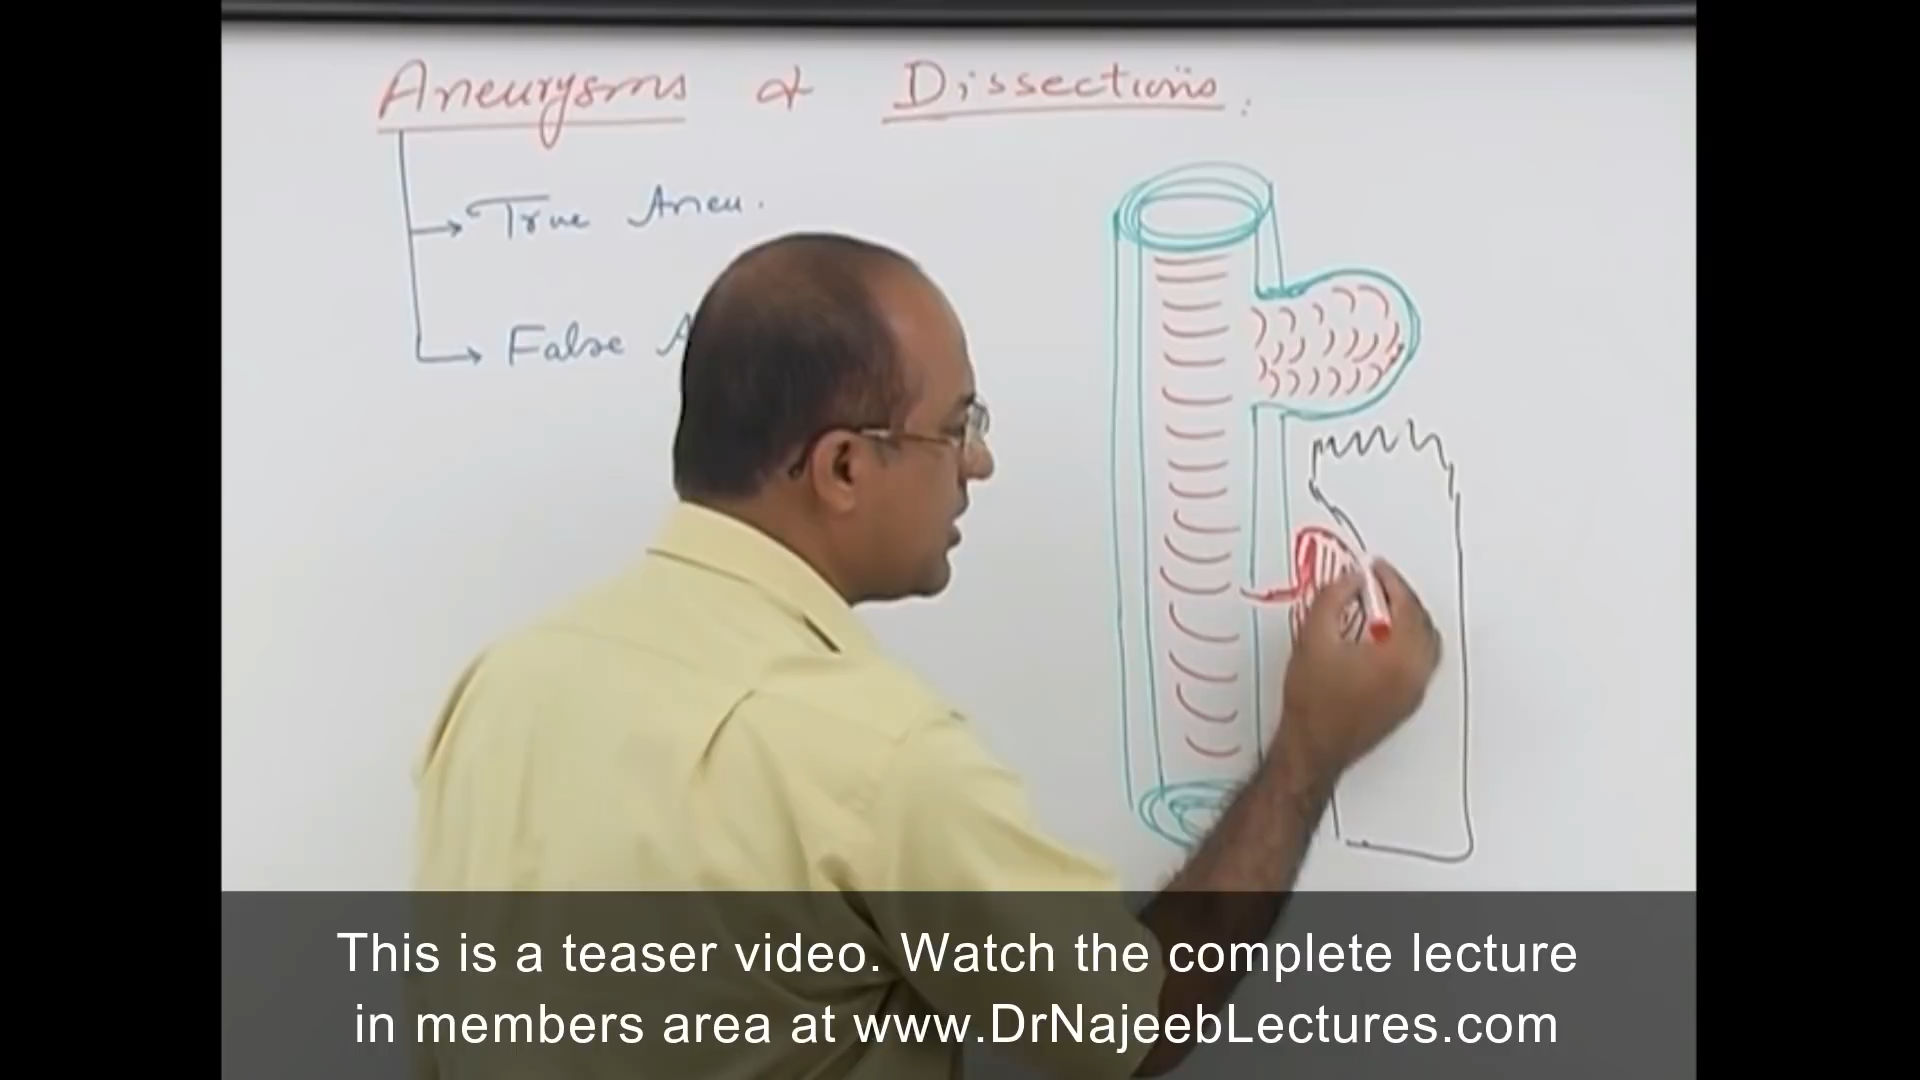 Aneurysms & Dissections.
True Aneu.
False A
This is a teaser video. Watch the complete lecture
in members area at www.DrNajeebLectures.com